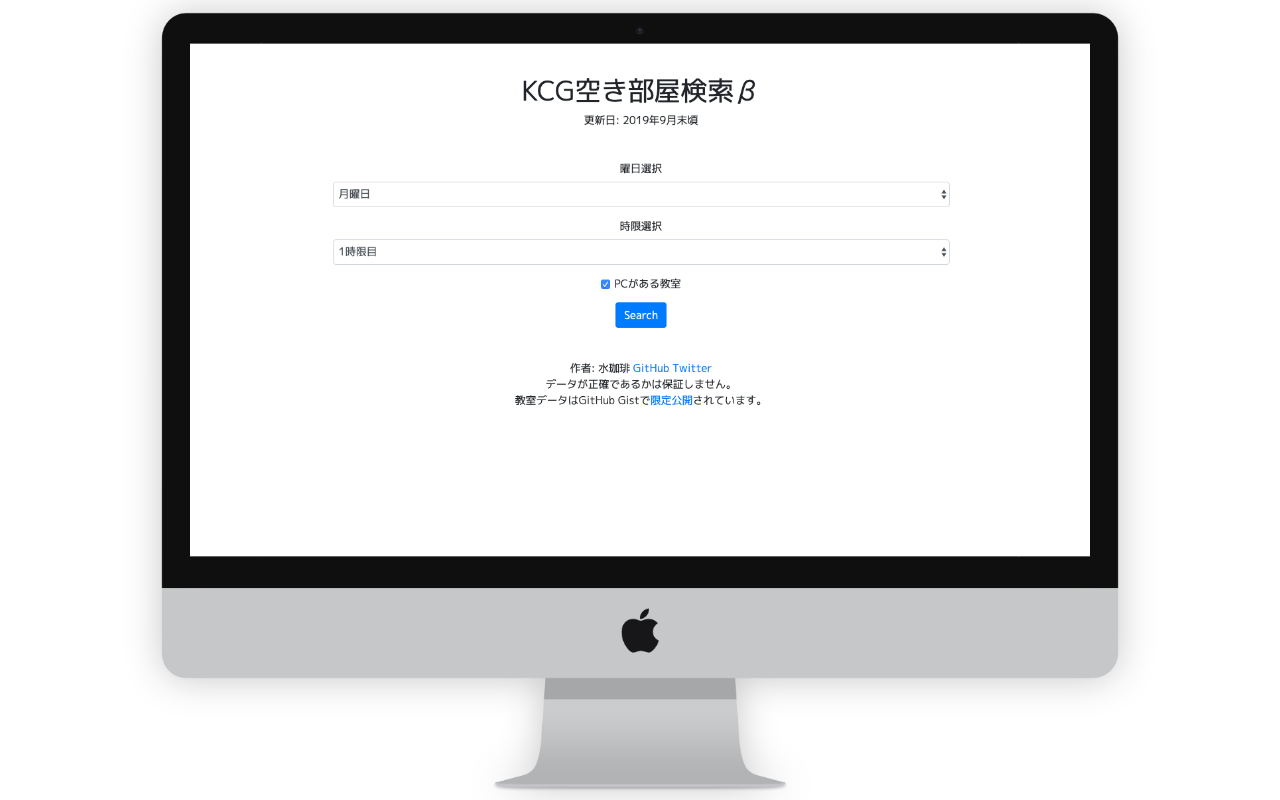 KCG空き部屋検索β
更新日: 2019年9月末頃
曜日選択
月曜日
時限選択
1時限目
PCがある教室
Search
作者: 水珈琲 GitHub Twitter
データが正確であるかは保証しません。
教室データはGitHub Gistで限定公開されています。